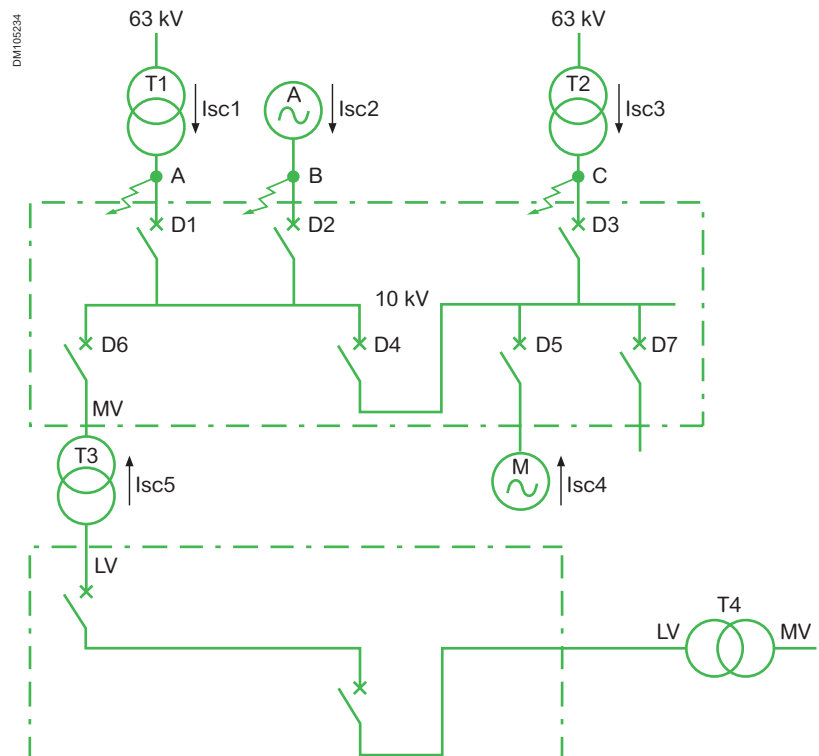 DM105234
63 kV
63 kV
T1
Isc1
A
Isc2
T2
Isc3
A
B
C
D1
D2
D3
10 kV
D6
D4
D5
D7
MV
T3
Isc5
M
Isc4
LV
T4
LV
MV